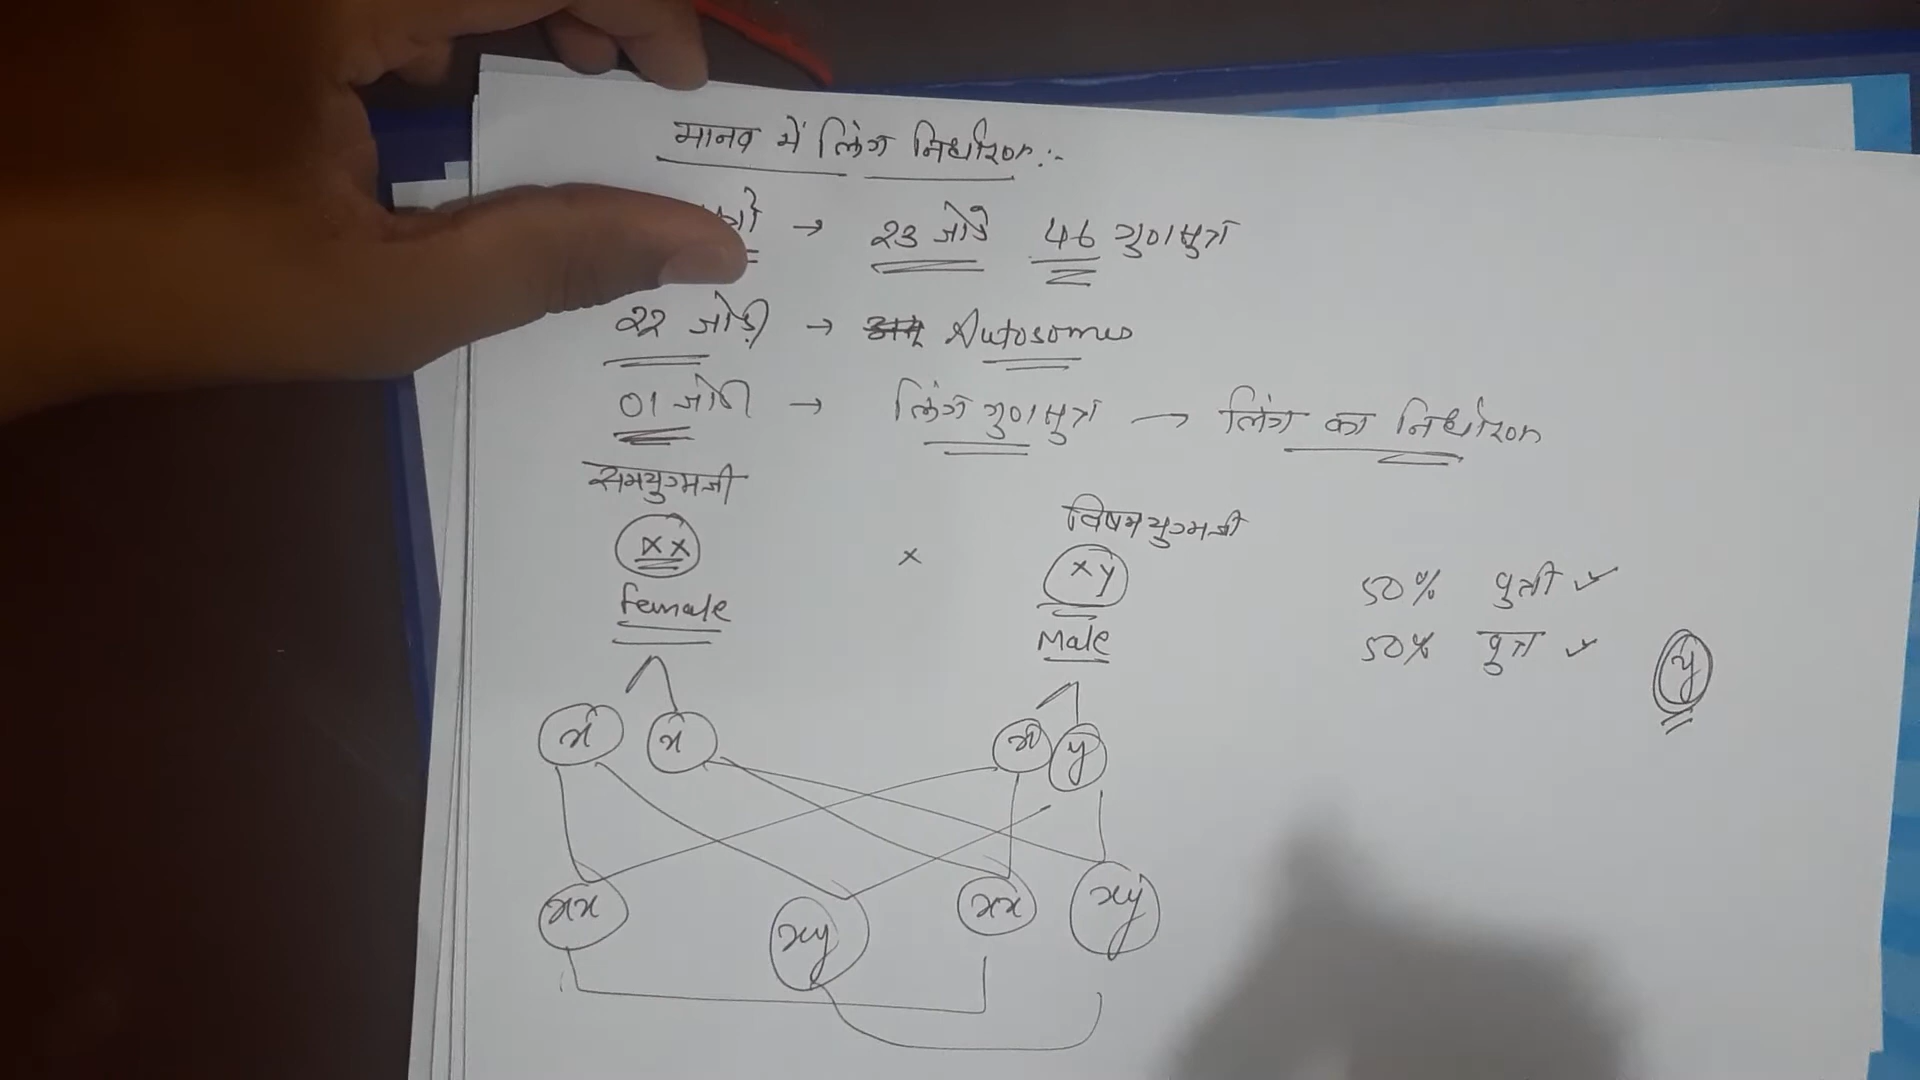 मानव में लिंग निर्धारण :-
→ 23 जोड़े 46 गुणसूत्र
22 जोड़ी → Autosomes
01 जोड़ी → लिंग गुणसूत्र → लिंग का निर्धारण
समयुग्मजी विषमयुग्मजी
XX × XY
Female Male
50% पुत्री ✓
50% पुत्र ✓
y
x x x y
xx xy xx xy